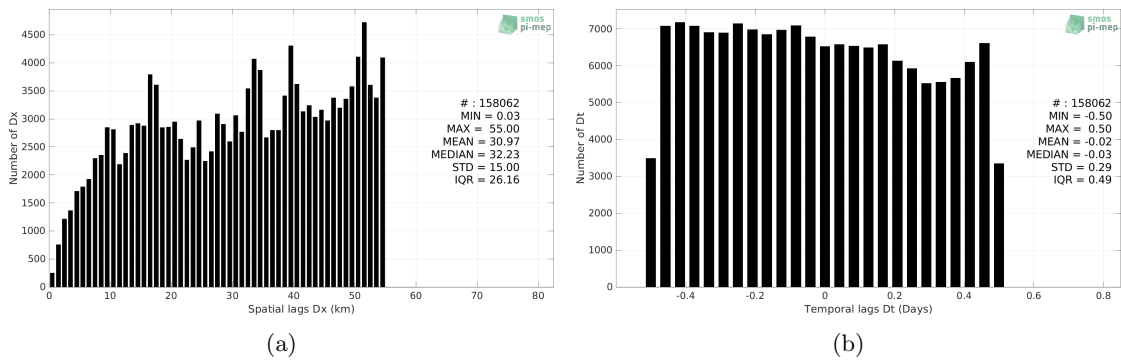 smos
pi-mep
4500
4000
3500
3000
2500
2000
1500
1000
500
0
Number of Dx
# : 158062
MIN = 0.03
MAX = 55.00
MEAN = 30.97
MEDIAN = 32.23
STD = 15.00
IQR = 26.16
0 10 20 30 40 50 60 70 80
Spatial lags Dx (km)
(a)
smos
pi-mep
7000
6000
5000
4000
3000
2000
1000
0
Number of Dt
# : 158062
MIN = -0.50
MAX = 0.50
MEAN = -0.02
MEDIAN = -0.03
STD = 0.29
IQR = 0.49
-0.4 -0.2 0 0.2 0.4 0.6 0.8
Temporal lags Dt (Days)
(b)